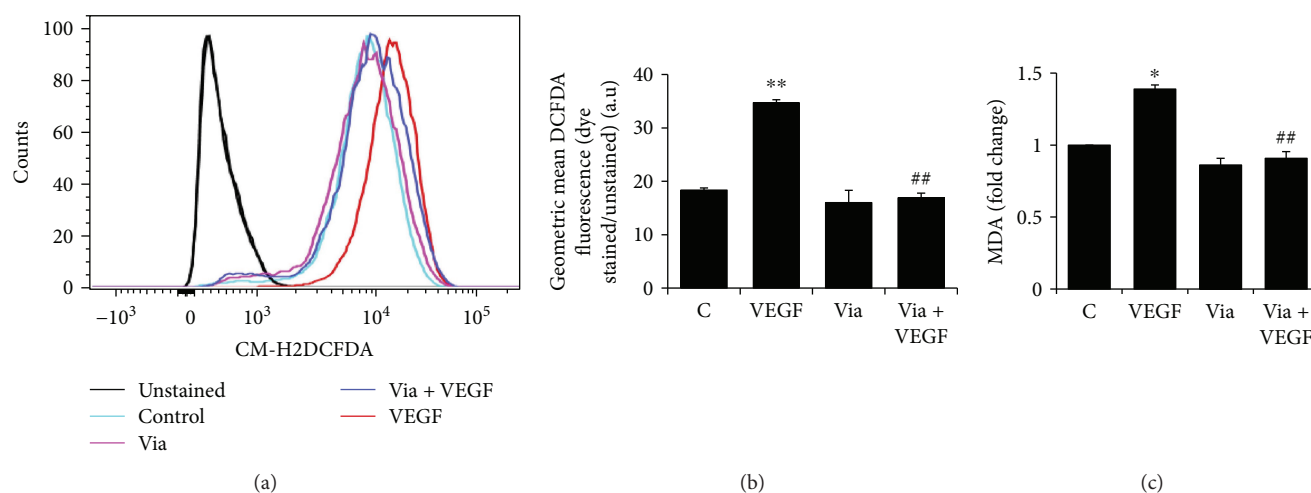 100
80
60
40
20
0
Counts
−10³
0
10³
10⁴
10⁵
CM-H2DCFDA
Unstained
Control
Via
Via + VEGF
VEGF
(a)
Geometric mean DCFDA
fluorescence (dye
stained/unstained) (a.u)
40
30
20
10
0
**
##
C
VEGF
Via
Via +
VEGF
(b)
MDA (fold change)
1.5
1
0.5
0
*
##
C
VEGF
Via
Via +
VEGF
(c)